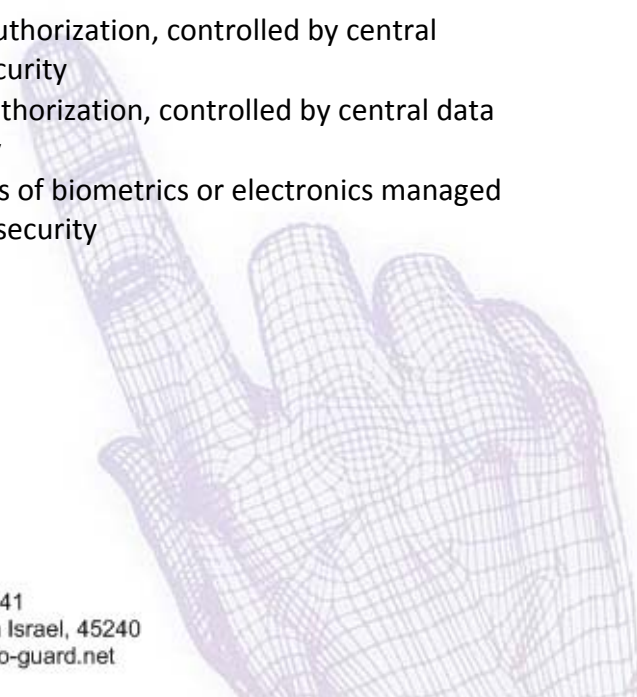 uthorization, controlled by central
curity
thorization, controlled by central data
s of biometrics or electronics managed
security
41
Israel, 45240
o-guard.net